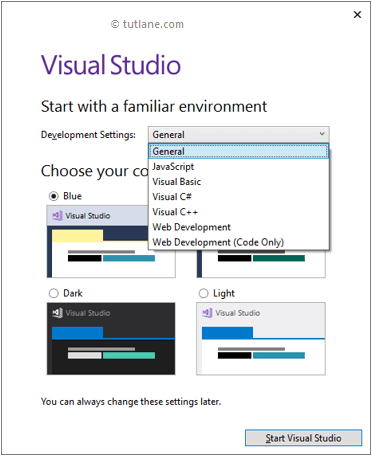 © tutlane.com
Visual Studio
Start with a familiar environment
Development Settings: General
General
JavaScript
Visual Basic
Visual C#
Visual C++
Web Development
Web Development (Code Only)
Choose your co
Blue
Visual Studio
Dark
Light
Visual Studio
Visual Studio
You can always change these settings later.
Start Visual Studio